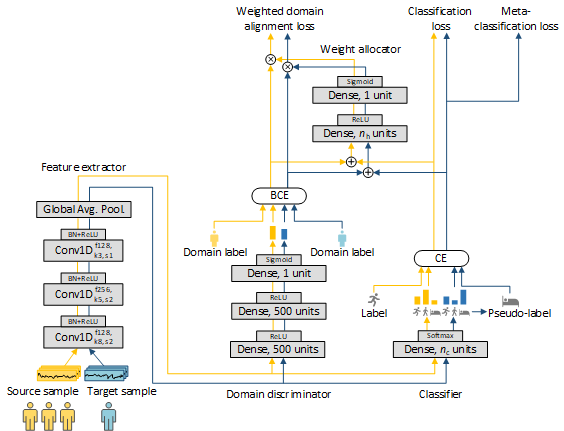 Weighted domain
alignment loss
Classification
loss
Meta-
classification loss
Weight allocator
Sigmoid
Dense, 1 unit
ReLU
Dense, nh units
Feature extractor
Global Avg. Pool.
BN+ReLU
Conv1D f128,
k3,s1
BN+ReLU
Conv1D f256,
k5,s2
BN+ReLU
Conv1D f128,
k8,s2
Source sample
Target sample
BCE
Domain label
Domain label
Sigmoid
Dense, 1 unit
ReLU
Dense, 500 units
ReLU
Dense, 500 units
Domain discriminator
CE
Label
Pseudo-label
Softmax
Dense, nc units
Classifier